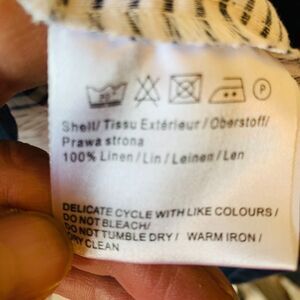 P
Shell/ Tissu Extérieur / Oberstoff/
Prawa strona
100% Linen / Lin / Leinen / Len
DELICATE CYCLE WITH LIKE COLOURS /
DO NOT BLEACH/
DO NOT TUMBLE DRY / WARM IRON /
DRY CLEAN